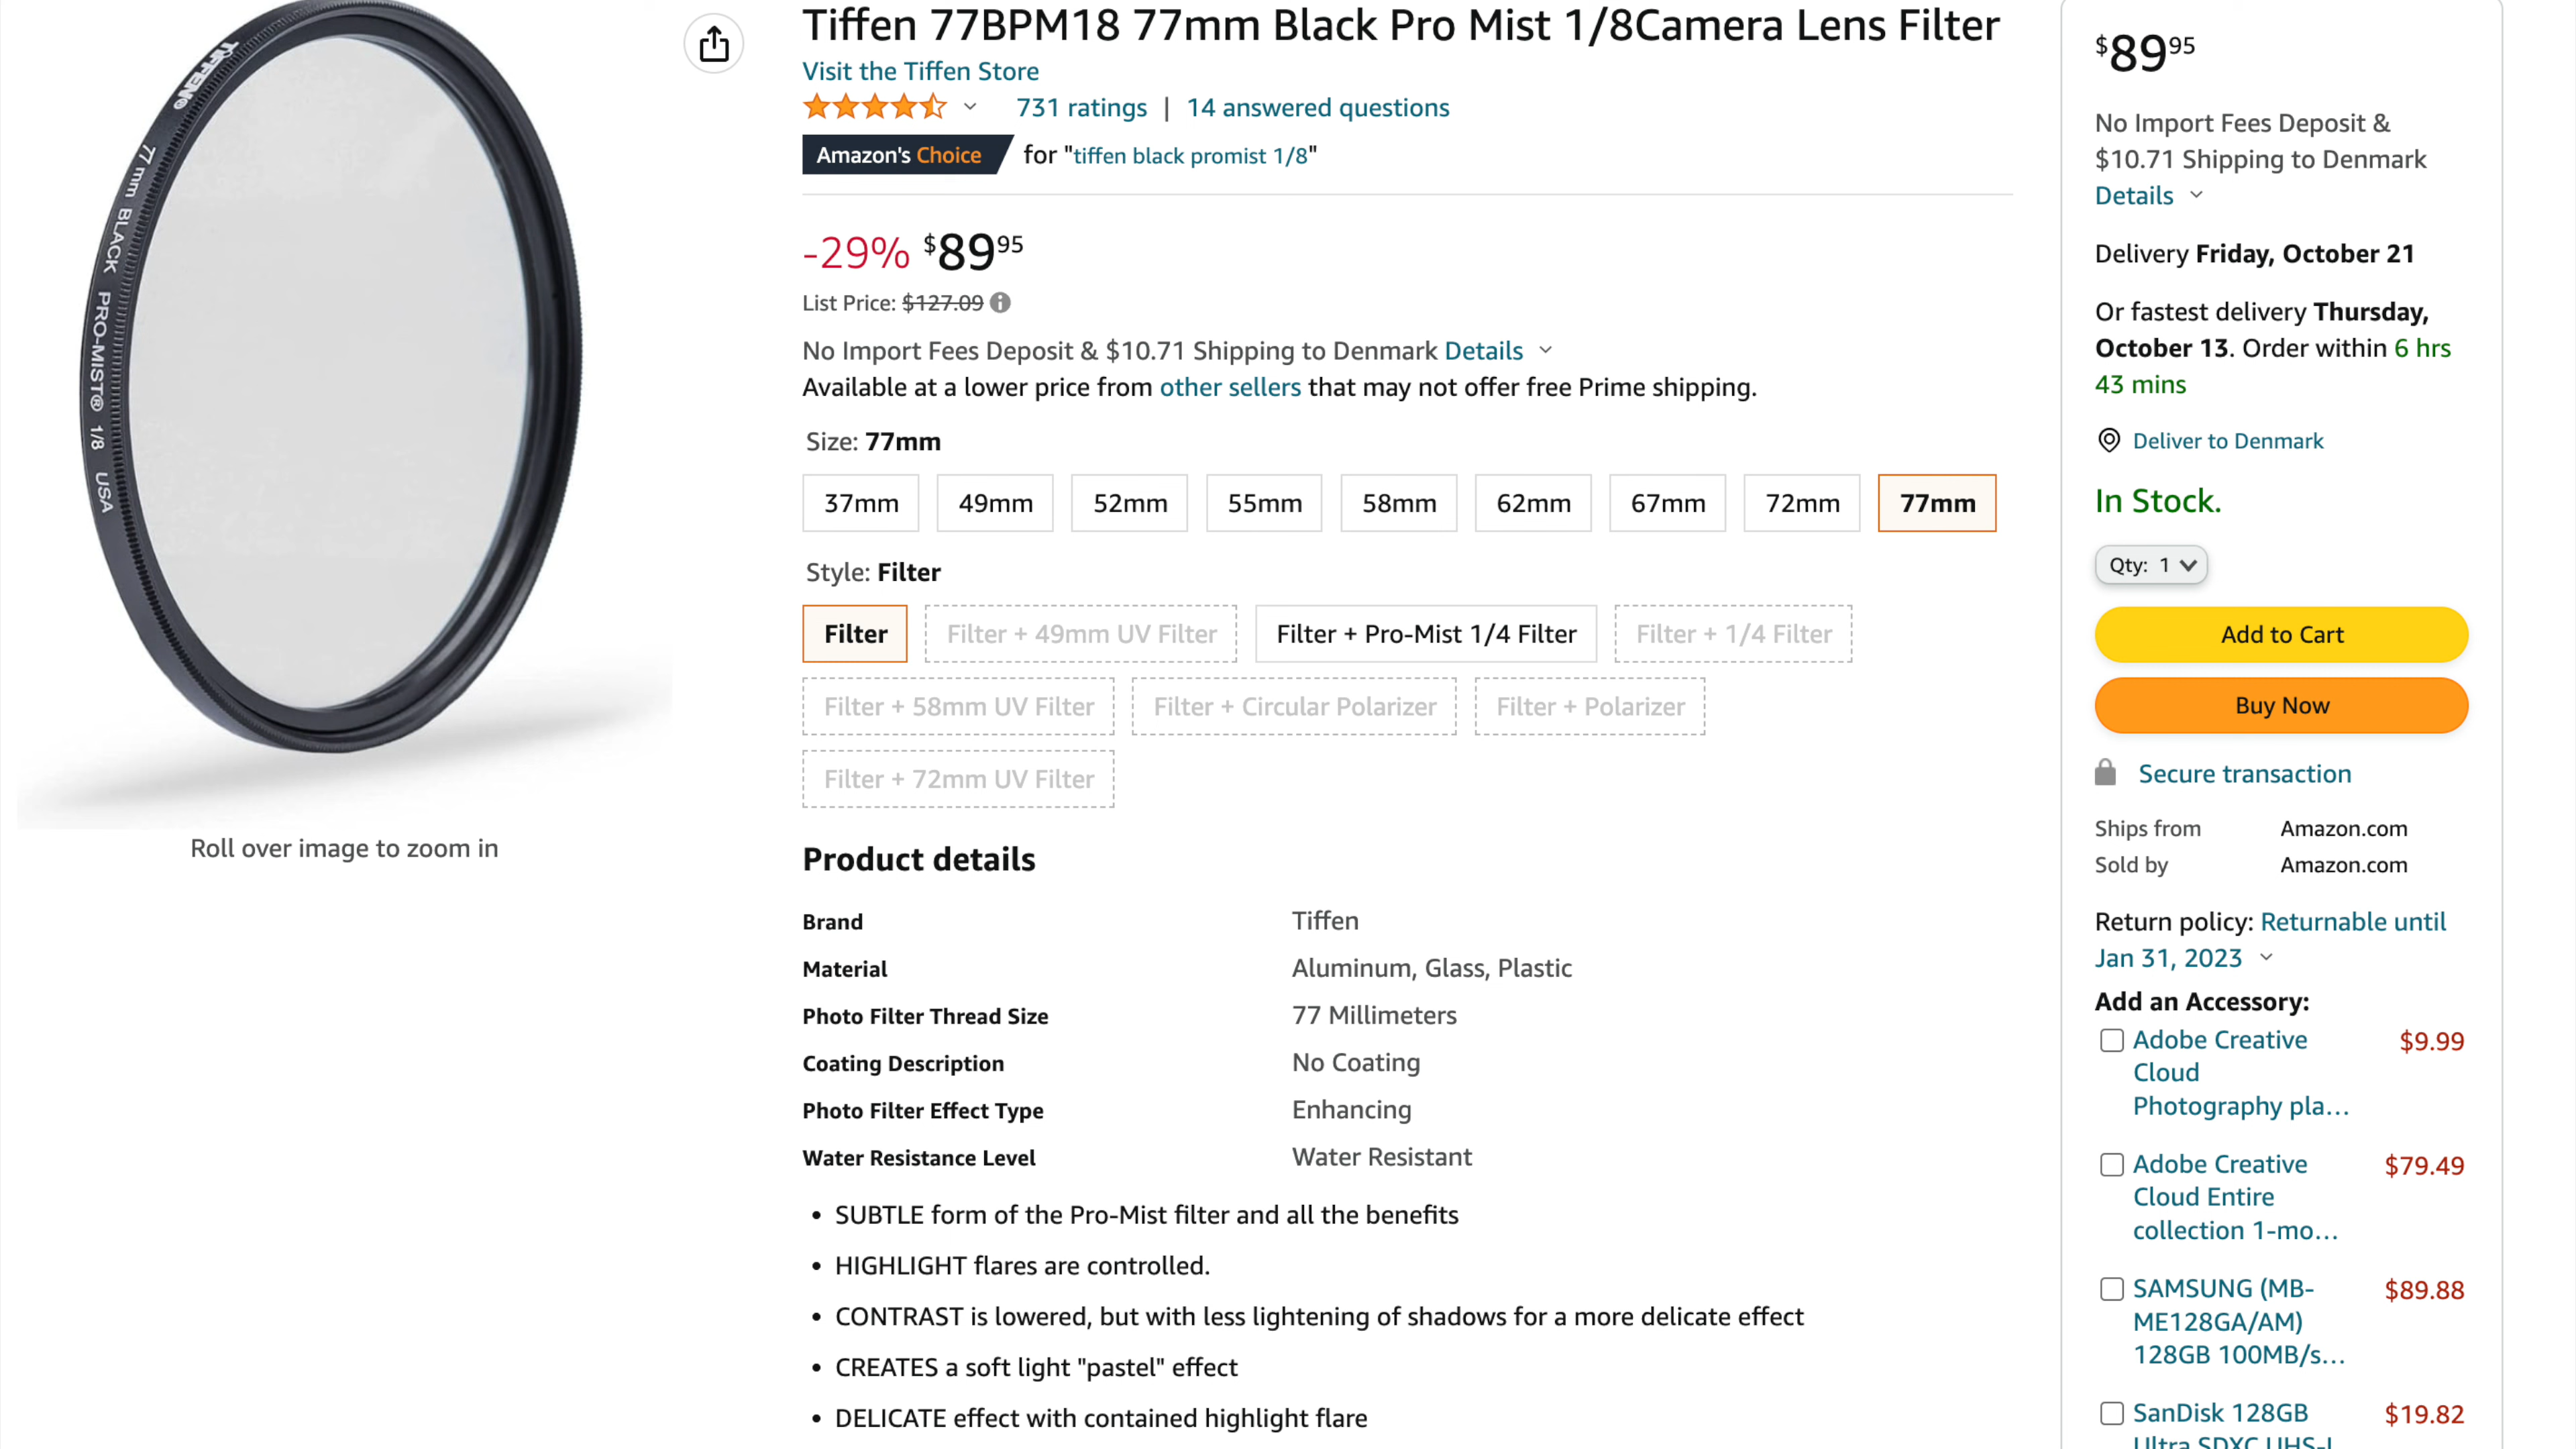 TIFFEN®
77mm BLACK PRO-MIST® 1/8 USA
Roll over image to zoom in
Tiffen 77BPM18 77mm Black Pro Mist 1/8Camera Lens Filter
Visit the Tiffen Store
731 ratings | 14 answered questions
Amazon's Choice for "tiffen black promist 1/8"
-29% $89 95
List Price: $127.09
No Import Fees Deposit & $10.71 Shipping to Denmark Details
Available at a lower price from other sellers that may not offer free Prime shipping.
Size: 77mm
37mm 49mm 52mm 55mm 58mm 62mm 67mm 72mm 77mm
Style: Filter
Filter Filter + 49mm UV Filter Filter + Pro-Mist 1/4 Filter Filter + 1/4 Filter
Filter + 58mm UV Filter Filter + Circular Polarizer Filter + Polarizer
Filter + 72mm UV Filter
Product details
Brand Tiffen
Material Aluminum, Glass, Plastic
Photo Filter Thread Size 77 Millimeters
Coating Description No Coating
Photo Filter Effect Type Enhancing
Water Resistance Level Water Resistant
• SUBTLE form of the Pro-Mist filter and all the benefits
• HIGHLIGHT flares are controlled.
• CONTRAST is lowered, but with less lightening of shadows for a more delicate effect
• CREATES a soft light "pastel" effect
• DELICATE effect with contained highlight flare
$89 95
No Import Fees Deposit &
$10.71 Shipping to Denmark
Details
Delivery Friday, October 21
Or fastest delivery Thursday,
October 13. Order within 6 hrs
43 mins
Deliver to Denmark
In Stock.
Qty: 1
Add to Cart
Buy Now
Secure transaction
Ships from Amazon.com
Sold by Amazon.com
Return policy: Returnable until
Jan 31, 2023
Add an Accessory:
Adobe Creative $9.99
Cloud
Photography pla...
Adobe Creative $79.49
Cloud Entire
collection 1-mo...
SAMSUNG (MB- $89.88
ME128GA/AM)
128GB 100MB/s...
SanDisk 128GB $19.82
Ultra SDXC UHS-I